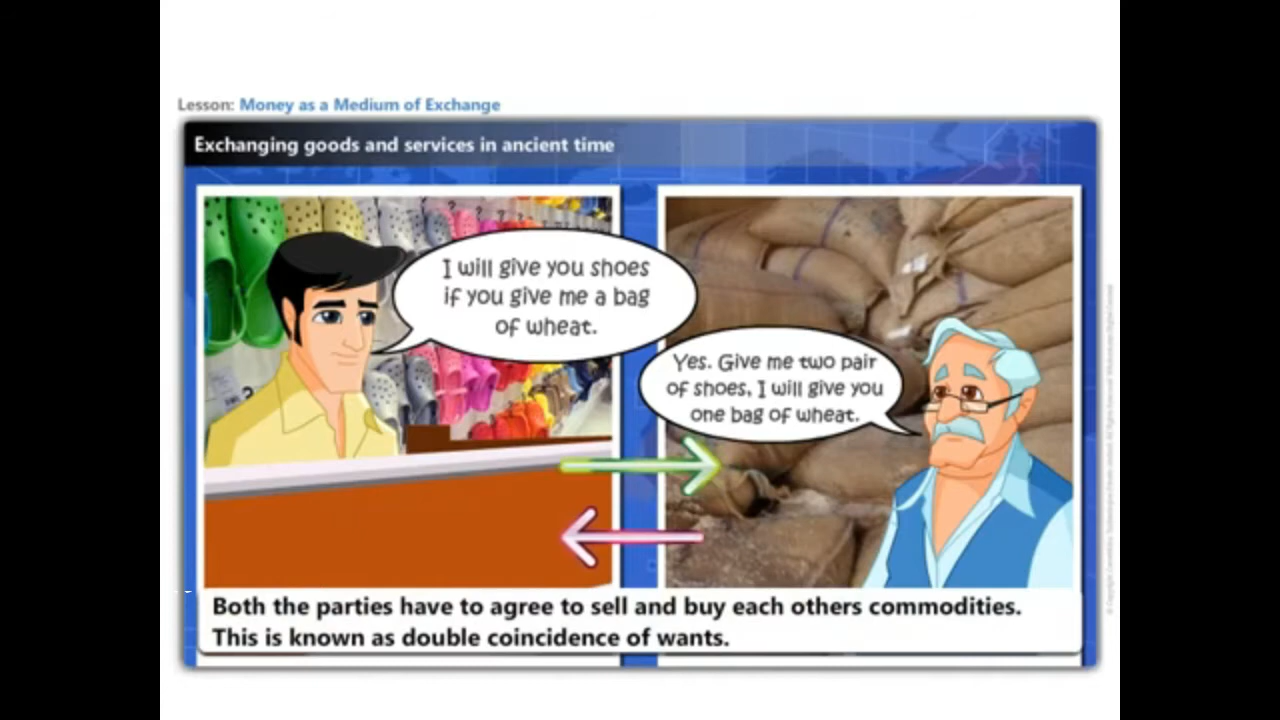 Lesson: Money as a Medium of Exchange
Exchanging goods and services in ancient time
I will give you shoes
if you give me a bag
of wheat.
Yes. Give me two pair
of shoes, I will give you
one bag of wheat.
Both the parties have to agree to sell and buy each others commodities.
This is known as double coincidence of wants.